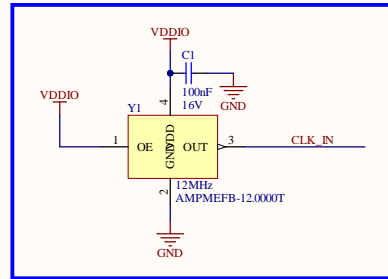 VDDIO
C1
100nF
16V
GND
VDDIO
Y1
4
VDD
1
OE
OUT
3
CLK_IN
GND
2
12MHz
AMPMEFB-12.0000T
GND